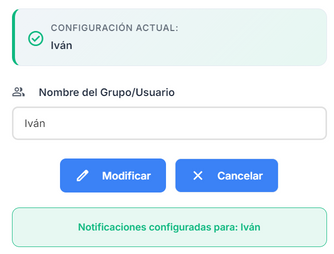 CONFIGURACIÓN ACTUAL:
Iván
Nombre del Grupo/Usuario
Iván
Modificar
Cancelar
Notificaciones configuradas para: Iván